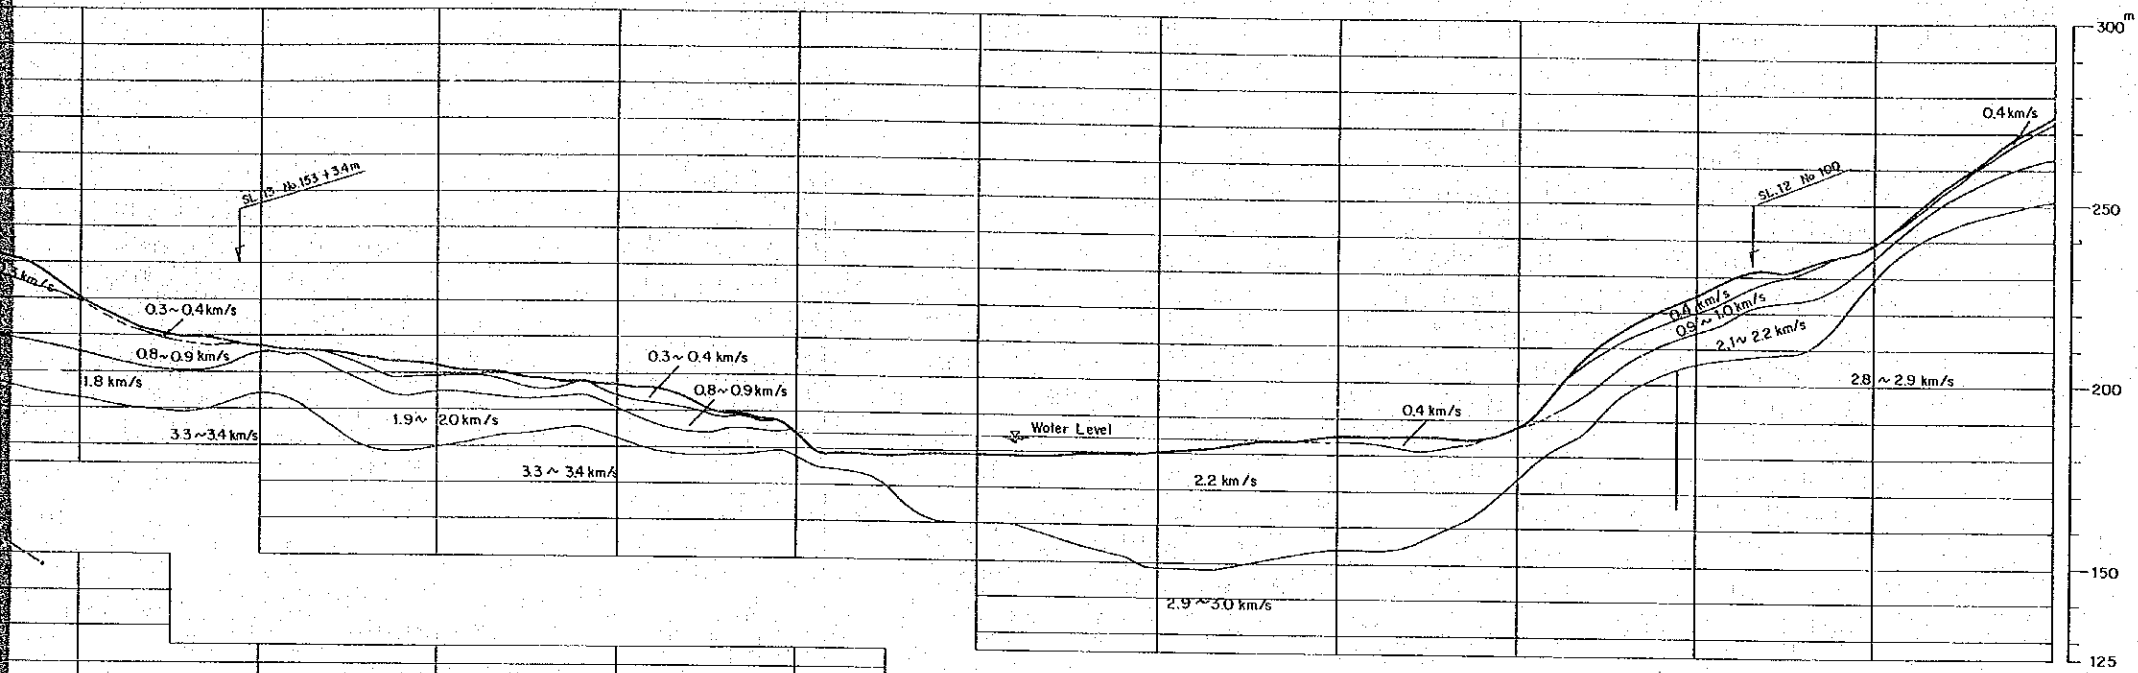 300 m
0.4 km/s
SL. 13 No.153 + 3.4m
SL. 12 No 100
250
km/s
0.3 ~ 0.4 km/s
0.4 km/s
0.9 ~ 1.0 km/s
2.1 ~ 2.2 km/s
0.8 ~ 0.9 km/s
0.3 ~ 0.4 km/s
1.8 km/s
0.8 ~ 0.9 km/s
2.8 ~ 2.9 km/s
200
0.4 km/s
1.9 ~ 2.0 km/s
Water Level
3.3 ~ 3.4 km/s
3.3 ~ 3.4 km/s
2.2 km/s
150
2.9 ~ 3.0 km/s
125